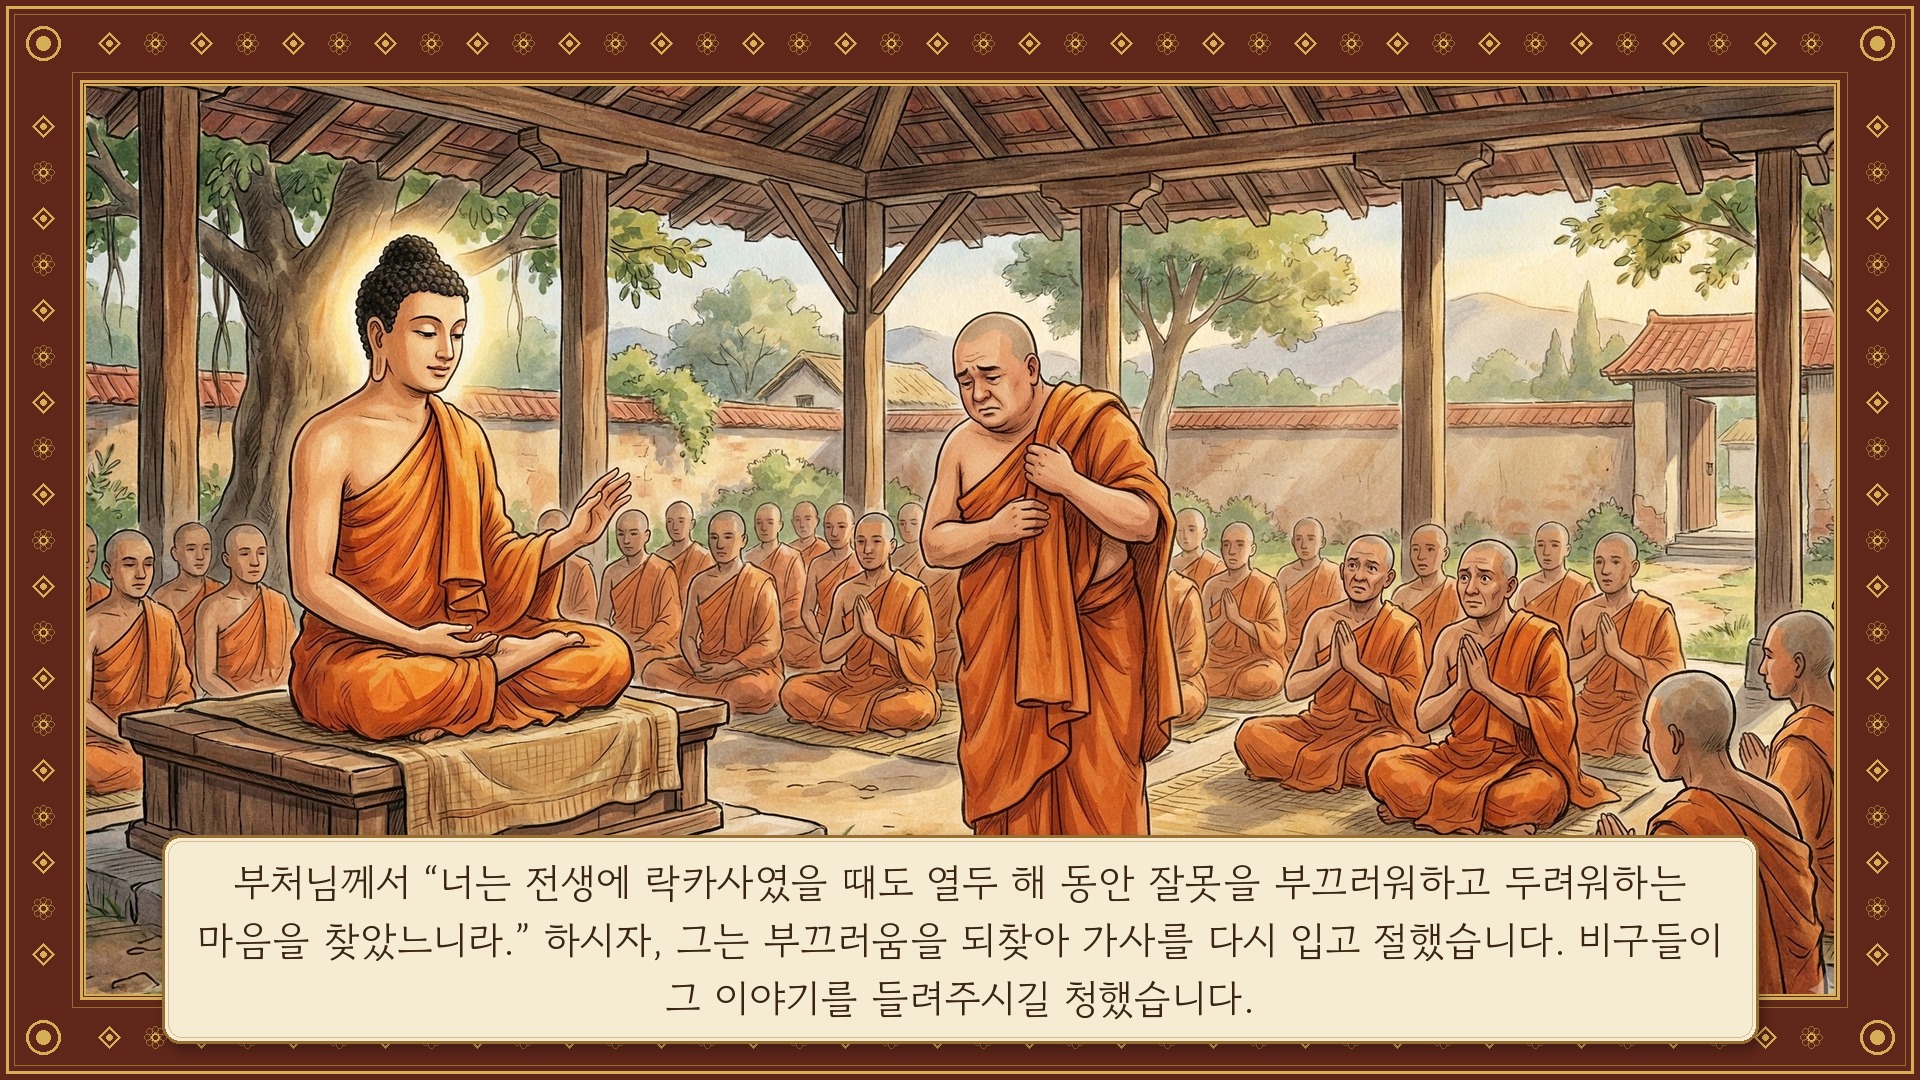 부처님께서 “너는 전생에 락카사였을 때도 열두 해 동안 잘못을 부끄러워하고 두려워하는
마음을 찾았느니라.” 하시자, 그는 부끄러움을 되찾아 가사를 다시 입고 절했습니다. 비구들이
그 이야기를 들려주시길 청했습니다.